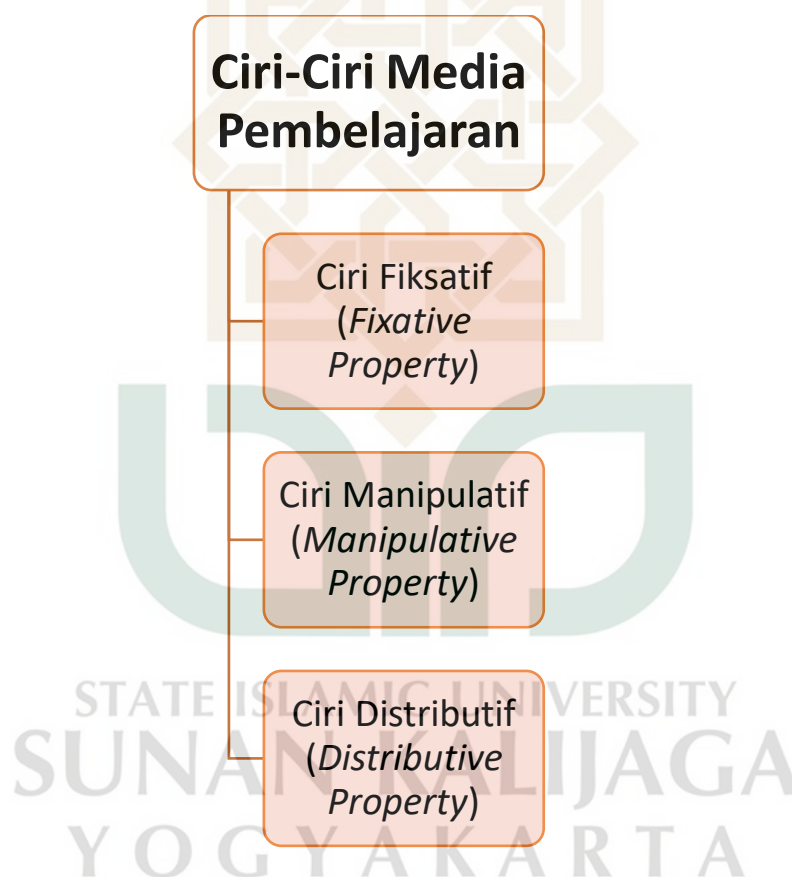 Ciri-Ciri Media
Pembelajaran
Ciri Fiksatif
(Fixative
Property)
Ciri Manipulatif
(Manipulative
Property)
Ciri Distributif
(Distributive
Property)
STATE ISLAMIC UNIVERSITY
SUNAN KALIJAGA
YOGYAKARTA